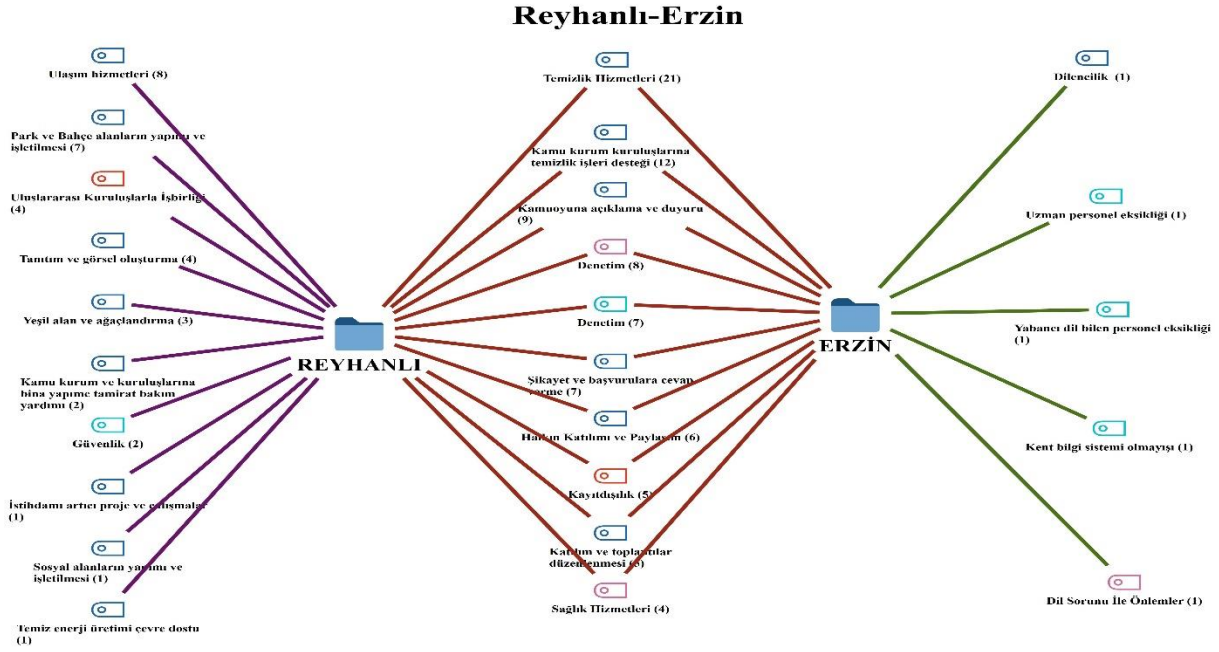 Reyhanlı-Erzin
Ulaşım hizmetleri (8)
Park ve Bahçe alanların yapımı ve
işletilmesi (7)
Uluslararası Kuruluşlarla İşbirliği
(4)
Tanıtım ve görsel oluşturma (4)
Yeşil alan ve ağaçlandırma (3)
Kamu kurum ve kuruluşlarına
bina yapımı tamirat bakım
yardımı (2)
Güvenlik (2)
İstihdamı artıcı proje ve çalışmalar
(1)
Sosyal alanların yapımı ve
işletilmesi (1)
Temiz enerji üretimi çevre dostu
(1)
REYHANLI
Temizlik Hizmetleri (21)
Kamu kurum kuruluşlarına
temizlik işleri desteği (12)
Kamuoyuna açıklama ve duyuru
(9)
Denetim (8)
Denetim (7)
Şikayet ve başvurulara cevap
verme (7)
Halkın Katılımı ve Paylaşım (6)
Kayıtdışılık (5)
Katılım ve toplantılar
düzenlenmesi (5)
Sağlık Hizmetleri (4)
ERZİN
Dilencilik (1)
Uzman personel eksikliği (1)
Yabancı dil bilen personel eksikliği
(1)
Kent bilgi sistemi olmayışı (1)
Dil Sorunu İle Önlemler (1)